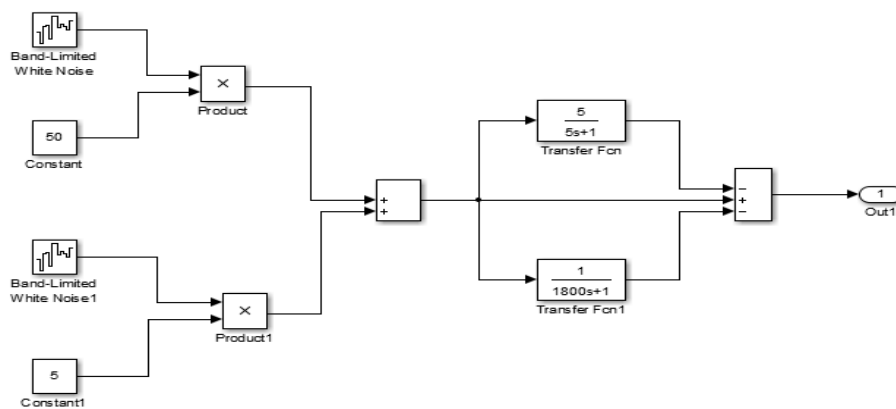 Band-Limited
White Noise
×
Product
50
Constant
5
5s+1
Transfer Fcn
+
+
−
+
−
1
Out1
Band-Limited
White Noise1
×
Product1
1
1800s+1
Transfer Fcn1
5
Constant1